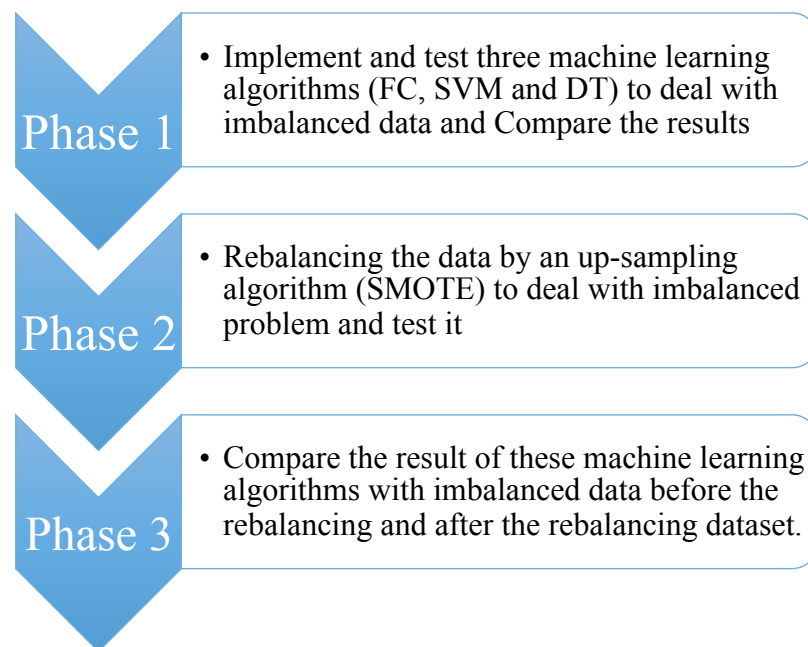 Phase 1
• Implement and test three machine learning
algorithms (FC, SVM and DT) to deal with
imbalanced data and Compare the results
Phase 2
• Rebalancing the data by an up-sampling
algorithm (SMOTE) to deal with imbalanced
problem and test it
Phase 3
• Compare the result of these machine learning
algorithms with imbalanced data before the
rebalancing and after the rebalancing dataset.